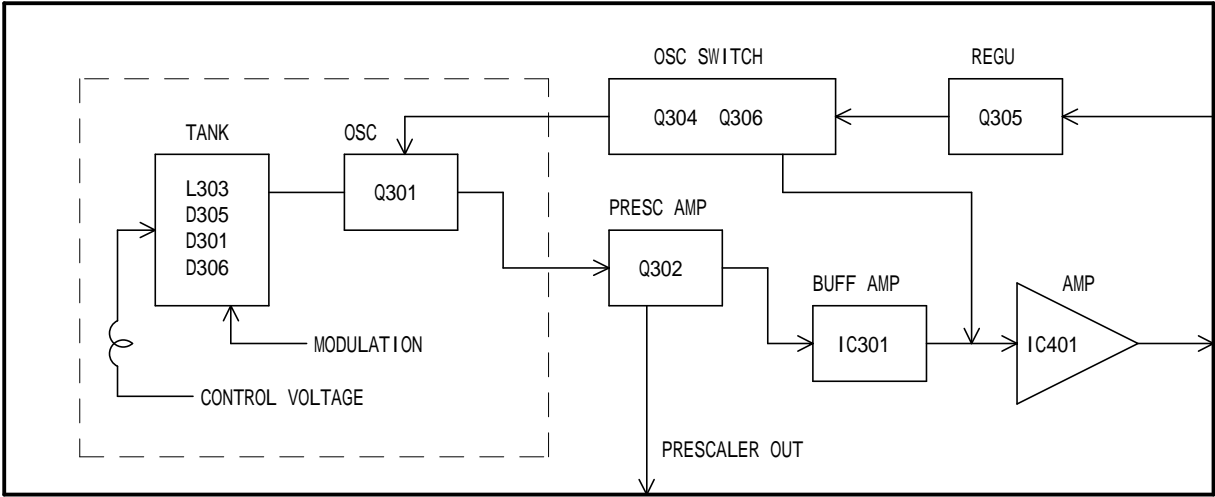 OSC SWITCH
REGU
Q304 Q306
Q305
TANK
OSC
L303
D305
D301
D306
Q301
PRESC AMP
Q302
BUFF AMP
AMP
IC301
IC401
MODULATION
CONTROL VOLTAGE
PRESCALER OUT